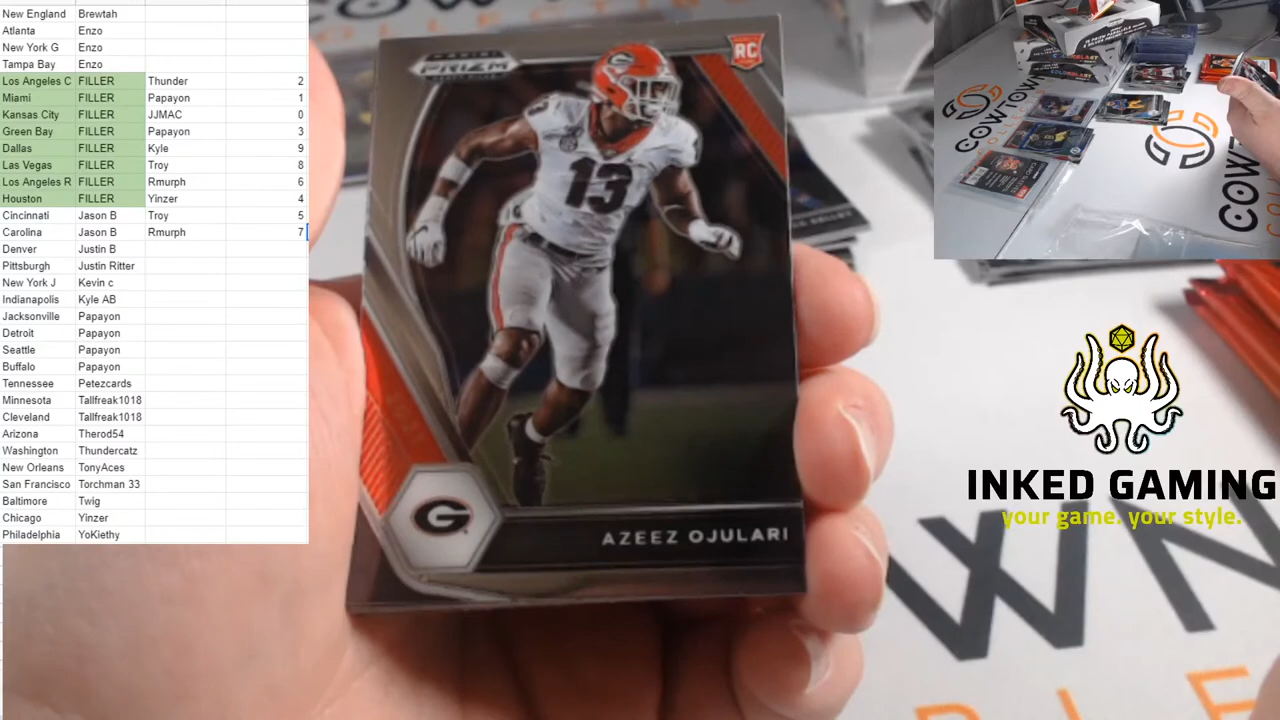 New England Brewtah
Atlanta Enzo
New York G Enzo
Tampa Bay Enzo
Los Angeles C FILLER Thunder 2
Miami FILLER Papayon 1
Kansas City FILLER JJMAC 0
Green Bay FILLER Papayon 3
Dallas FILLER Kyle 9
Las Vegas FILLER Troy 8
Los Angeles R FILLER Rmurph 6
Houston FILLER Yinzer 4
Cincinnati Jason B Troy 5
Carolina Jason B Rmurph 7
Denver Justin B
Pittsburgh Justin Ritter
New York J Kevin c
Indianapolis Kyle AB
Jacksonville Papayon
Detroit Papayon
Seattle Papayon
Buffalo Papayon
Tennessee Petezcards
Minnesota Tallfreak1018
Cleveland Tallfreak1018
Arizona Therod54
Washington Thundercatz
New Orleans TonyAces
San Francisco Torchman 33
Baltimore Twig
Chicago Yinzer
Philadelphia YoKiethy
PANINI
PRIZM
RC
13
G
AZEEZ OJULARI
COWTOWN
COWTOW
INKED GAMING
your game. your style.
WN